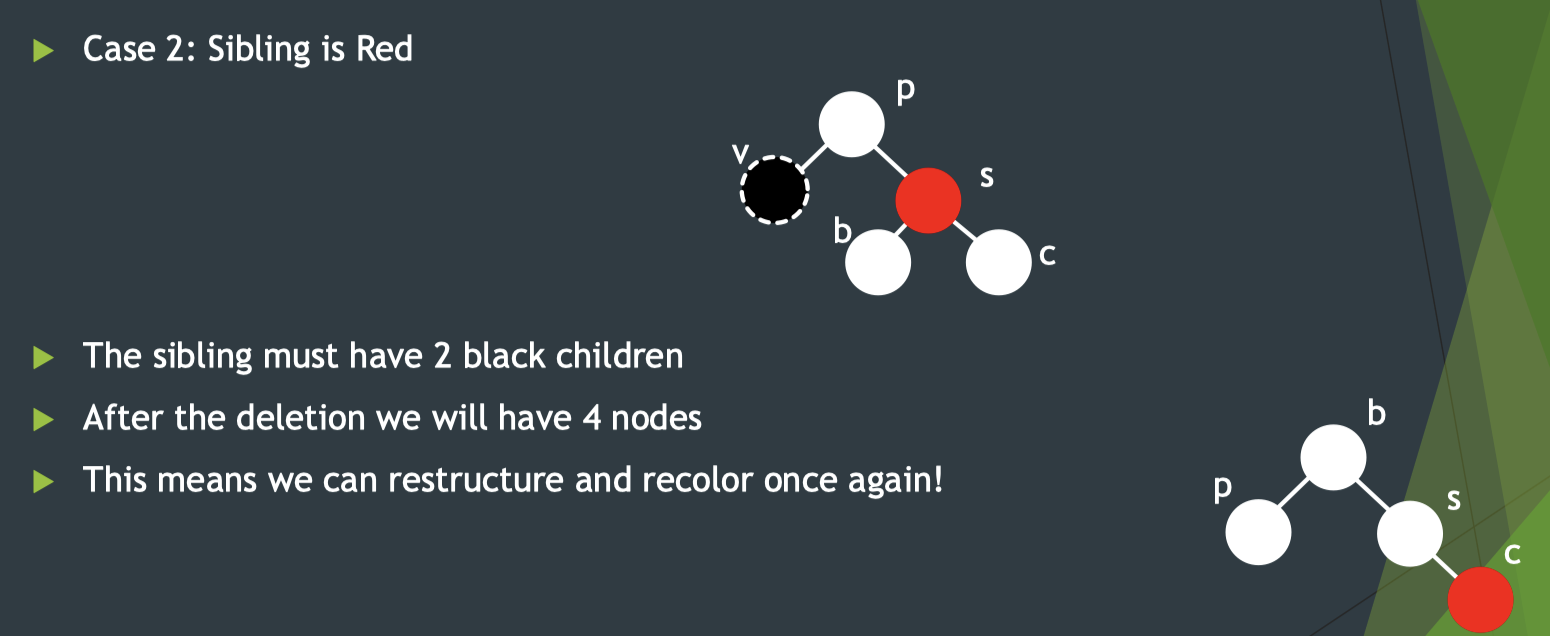 Case 2: Sibling is Red
p
v
s
b
c
The sibling must have 2 black children
After the deletion we will have 4 nodes
This means we can restructure and recolor once again!
b
p
s
c